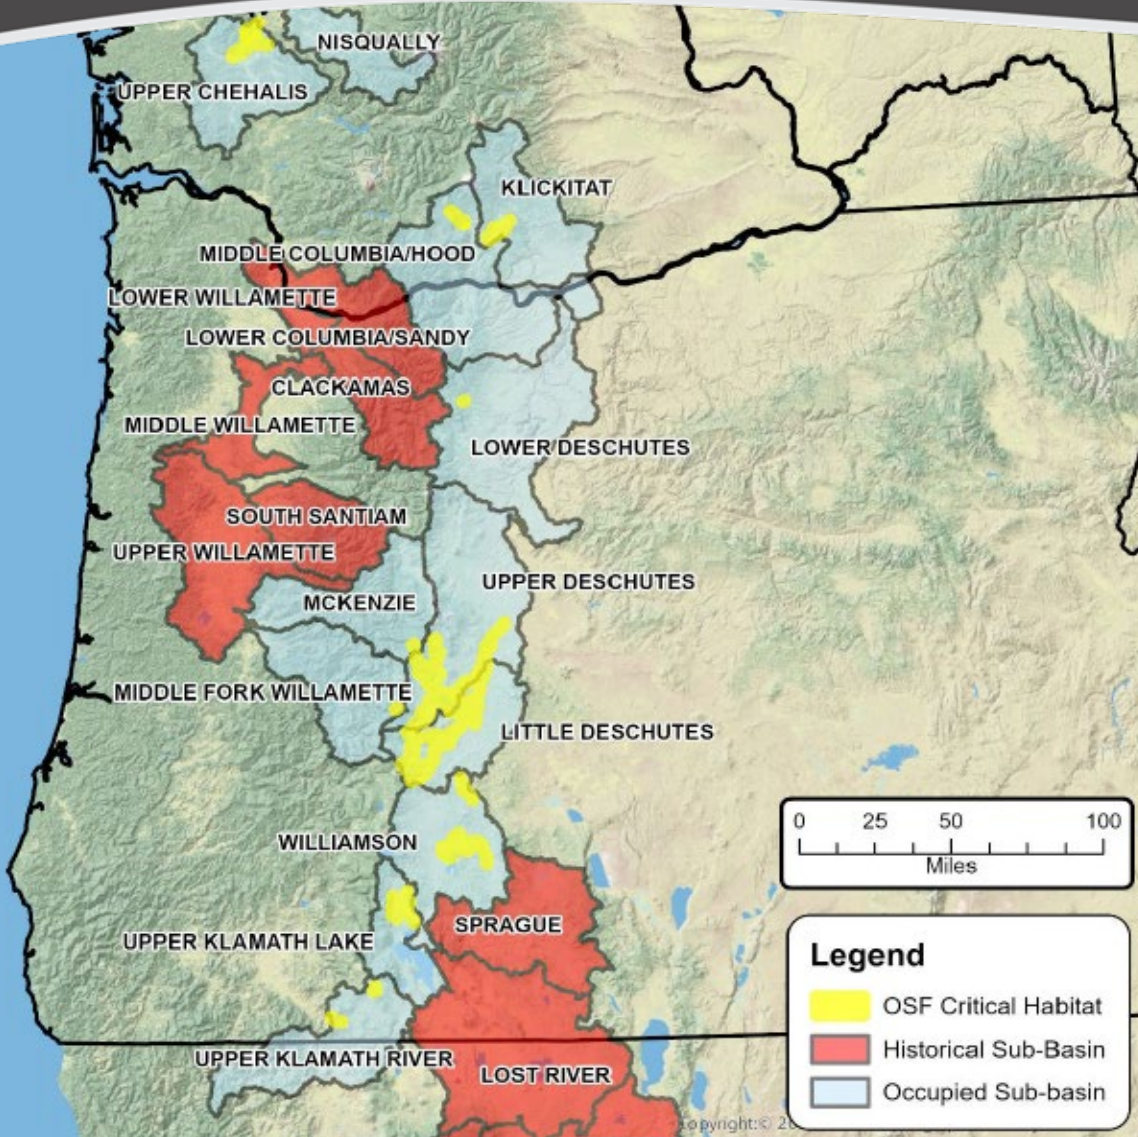 NISQUALLY
UPPER CHEHALIS
KLICKITAT
MIDDLE COLUMBIA/HOOD
LOWER WILLAMETTE
LOWER COLUMBIA/SANDY
CLACKAMAS
MIDDLE WILLAMETTE
LOWER DESCHUTES
SOUTH SANTIAM
UPPER WILLAMETTE
UPPER DESCHUTES
MCKENZIE
MIDDLE FORK WILLAMETTE
LITTLE DESCHUTES
0 25 50 100
Miles
WILLIAMSON
SPRAGUE
UPPER KLAMATH LAKE
Legend
OSF Critical Habitat
Historical Sub-Basin
Occupied Sub-basin
UPPER KLAMATH RIVER
LOST RIVER